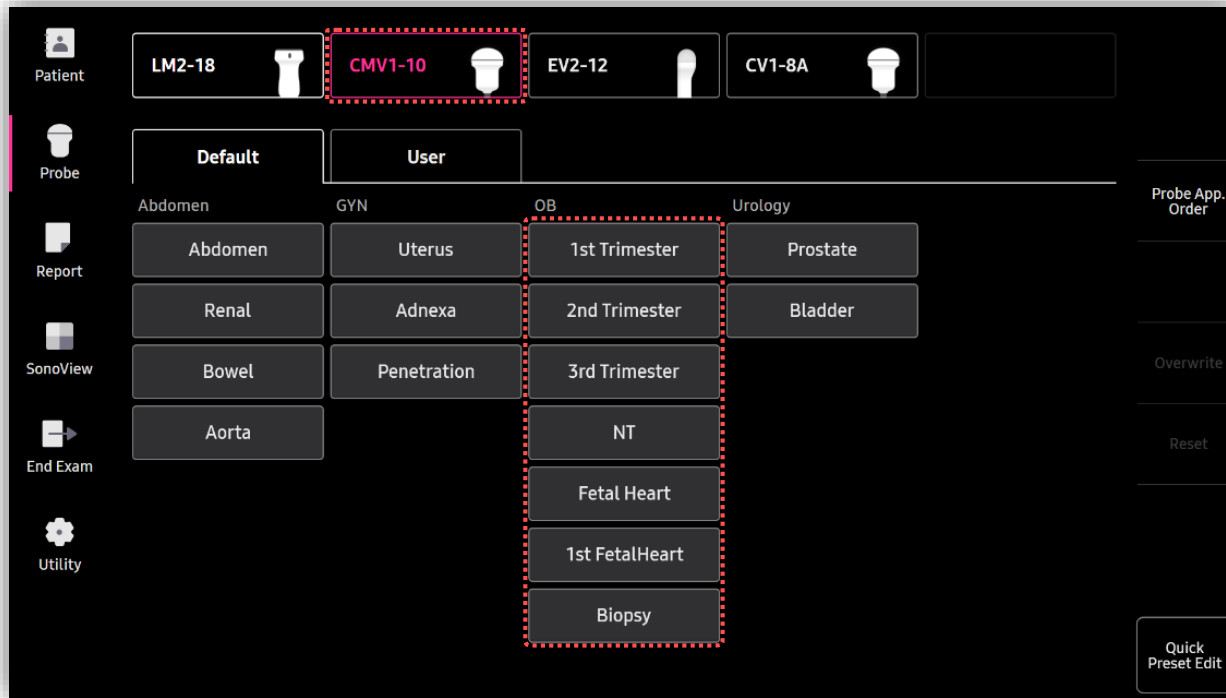 Patient
Probe
Report
SonoView
End Exam
Utility
LM2-18
CMV1-10
EV2-12
CV1-8A
Default
User
Abdomen
Abdomen
Renal
Bowel
Aorta
GYN
Uterus
Adnexa
Penetration
OB
1st Trimester
2nd Trimester
3rd Trimester
NT
Fetal Heart
1st FetalHeart
Biopsy
Urology
Prostate
Bladder
Probe App.
Order
Overwrite
Reset
Quick
Preset Edit